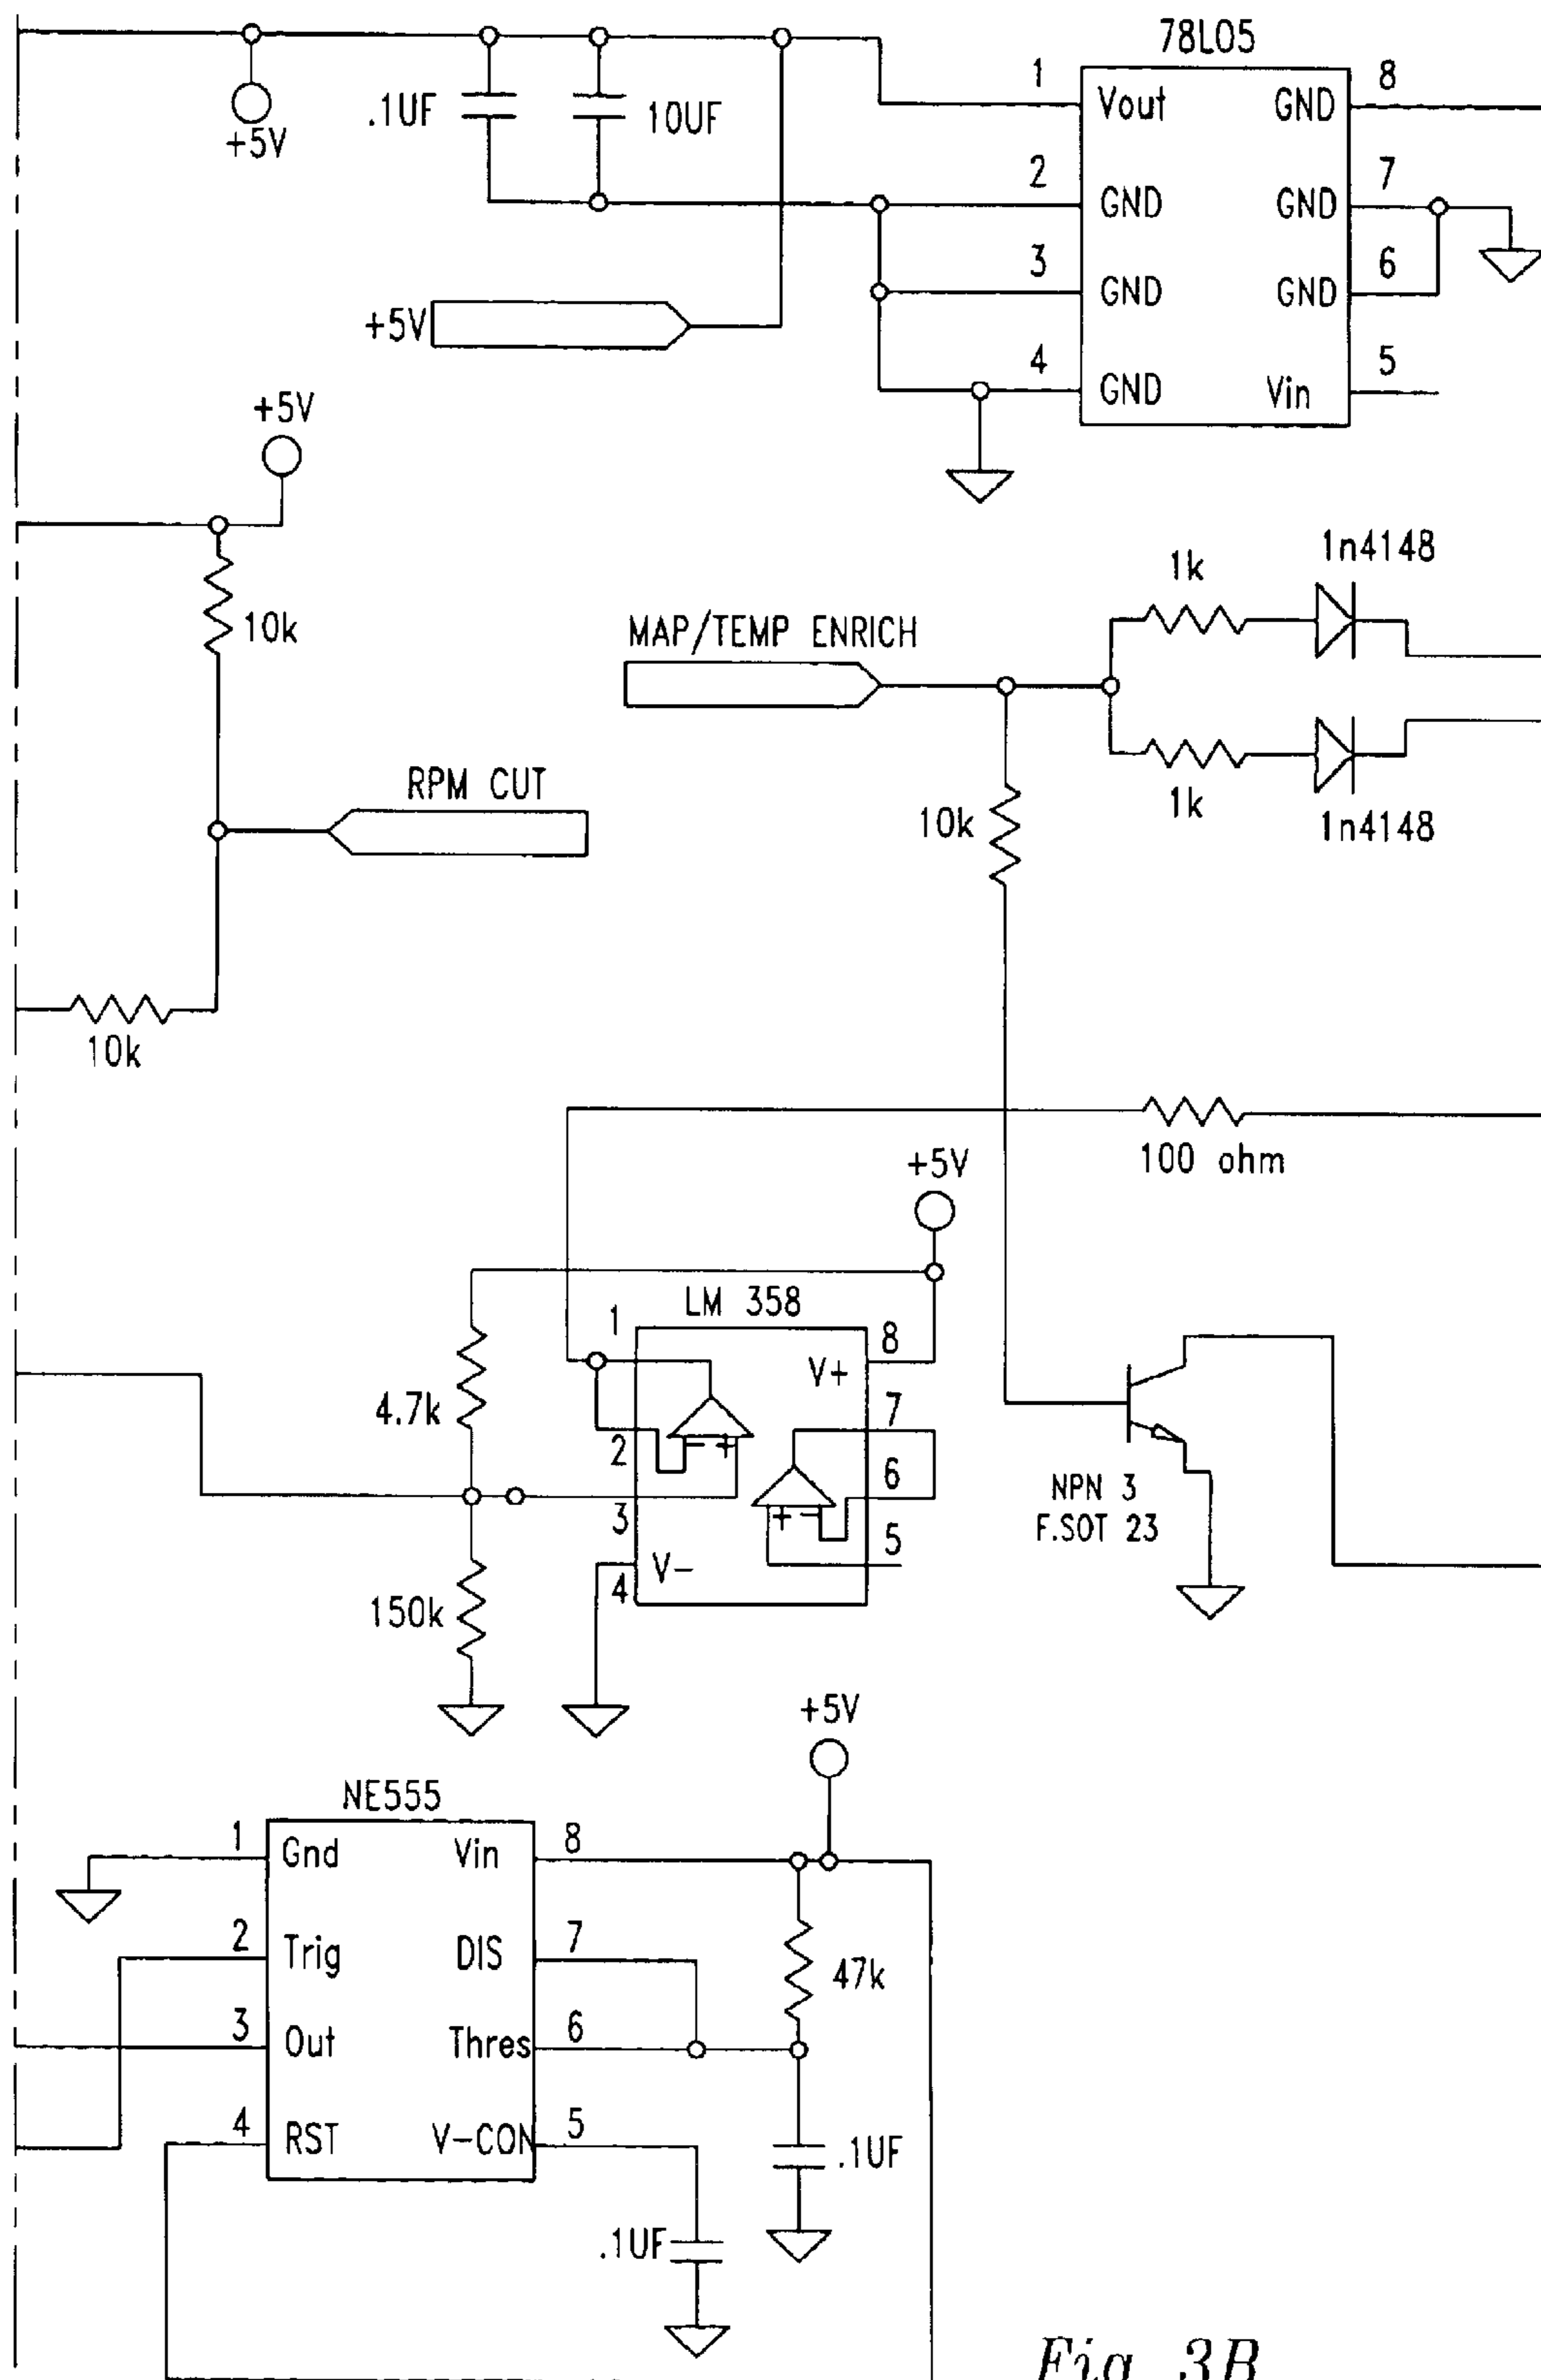 78L05
1
Vout
GND
8
.1UF
10UF
+5V
2
GND
GND
7
3
GND
GND
6
+5V
4
GND
Vin
5
+5V
10k
MAP/TEMP ENRICH
1k
1n4148
1k
1n4148
RPM CUT
10k
10k
100 ohm
+5V
LM 358
1
8
V+
4.7k
7
2
- +
6
+ -
3
5
V-
4
150k
NPN 3
F.SOT 23
+5V
NE555
1
Gnd
Vin
8
2
Trig
DIS
7
47k
3
Out
Thres
6
4
RST
V-CON
5
.1UF
.1UF
Fig. 3B